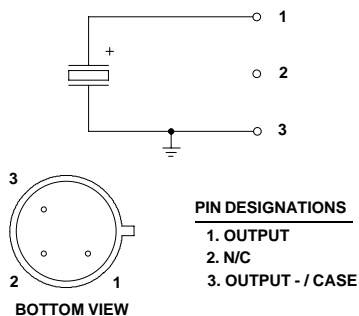 1
+
2
3
3
2
1
BOTTOM VIEW
PIN DESIGNATIONS
1. OUTPUT
2. N/C
3. OUTPUT - / CASE